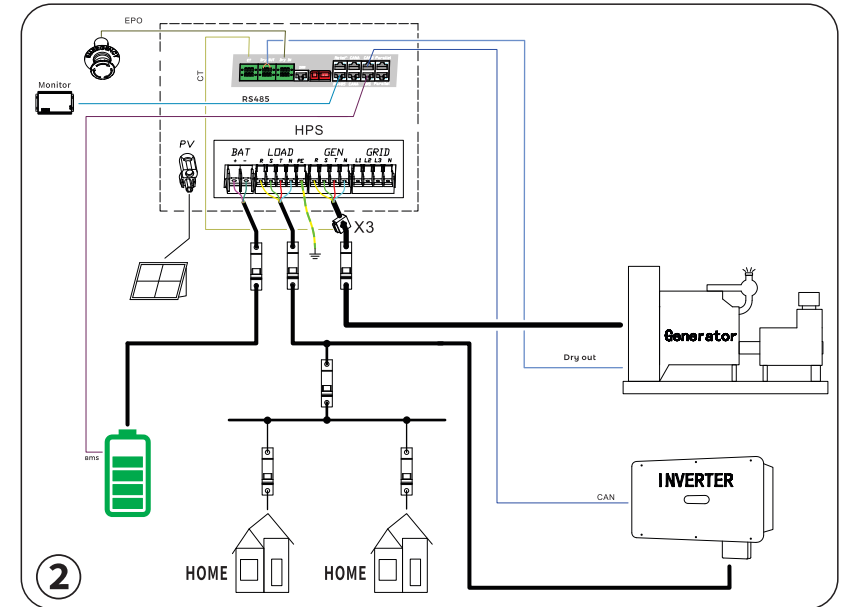 EPO
CT
Monitor
RS485
HPS
PV
BAT LOAD GEN GRID
+ - R S T N PE R S T N L1 L2 L3 N
X3
Generator
Dry out
BMS
INVERTER
CAN
HOME HOME
2